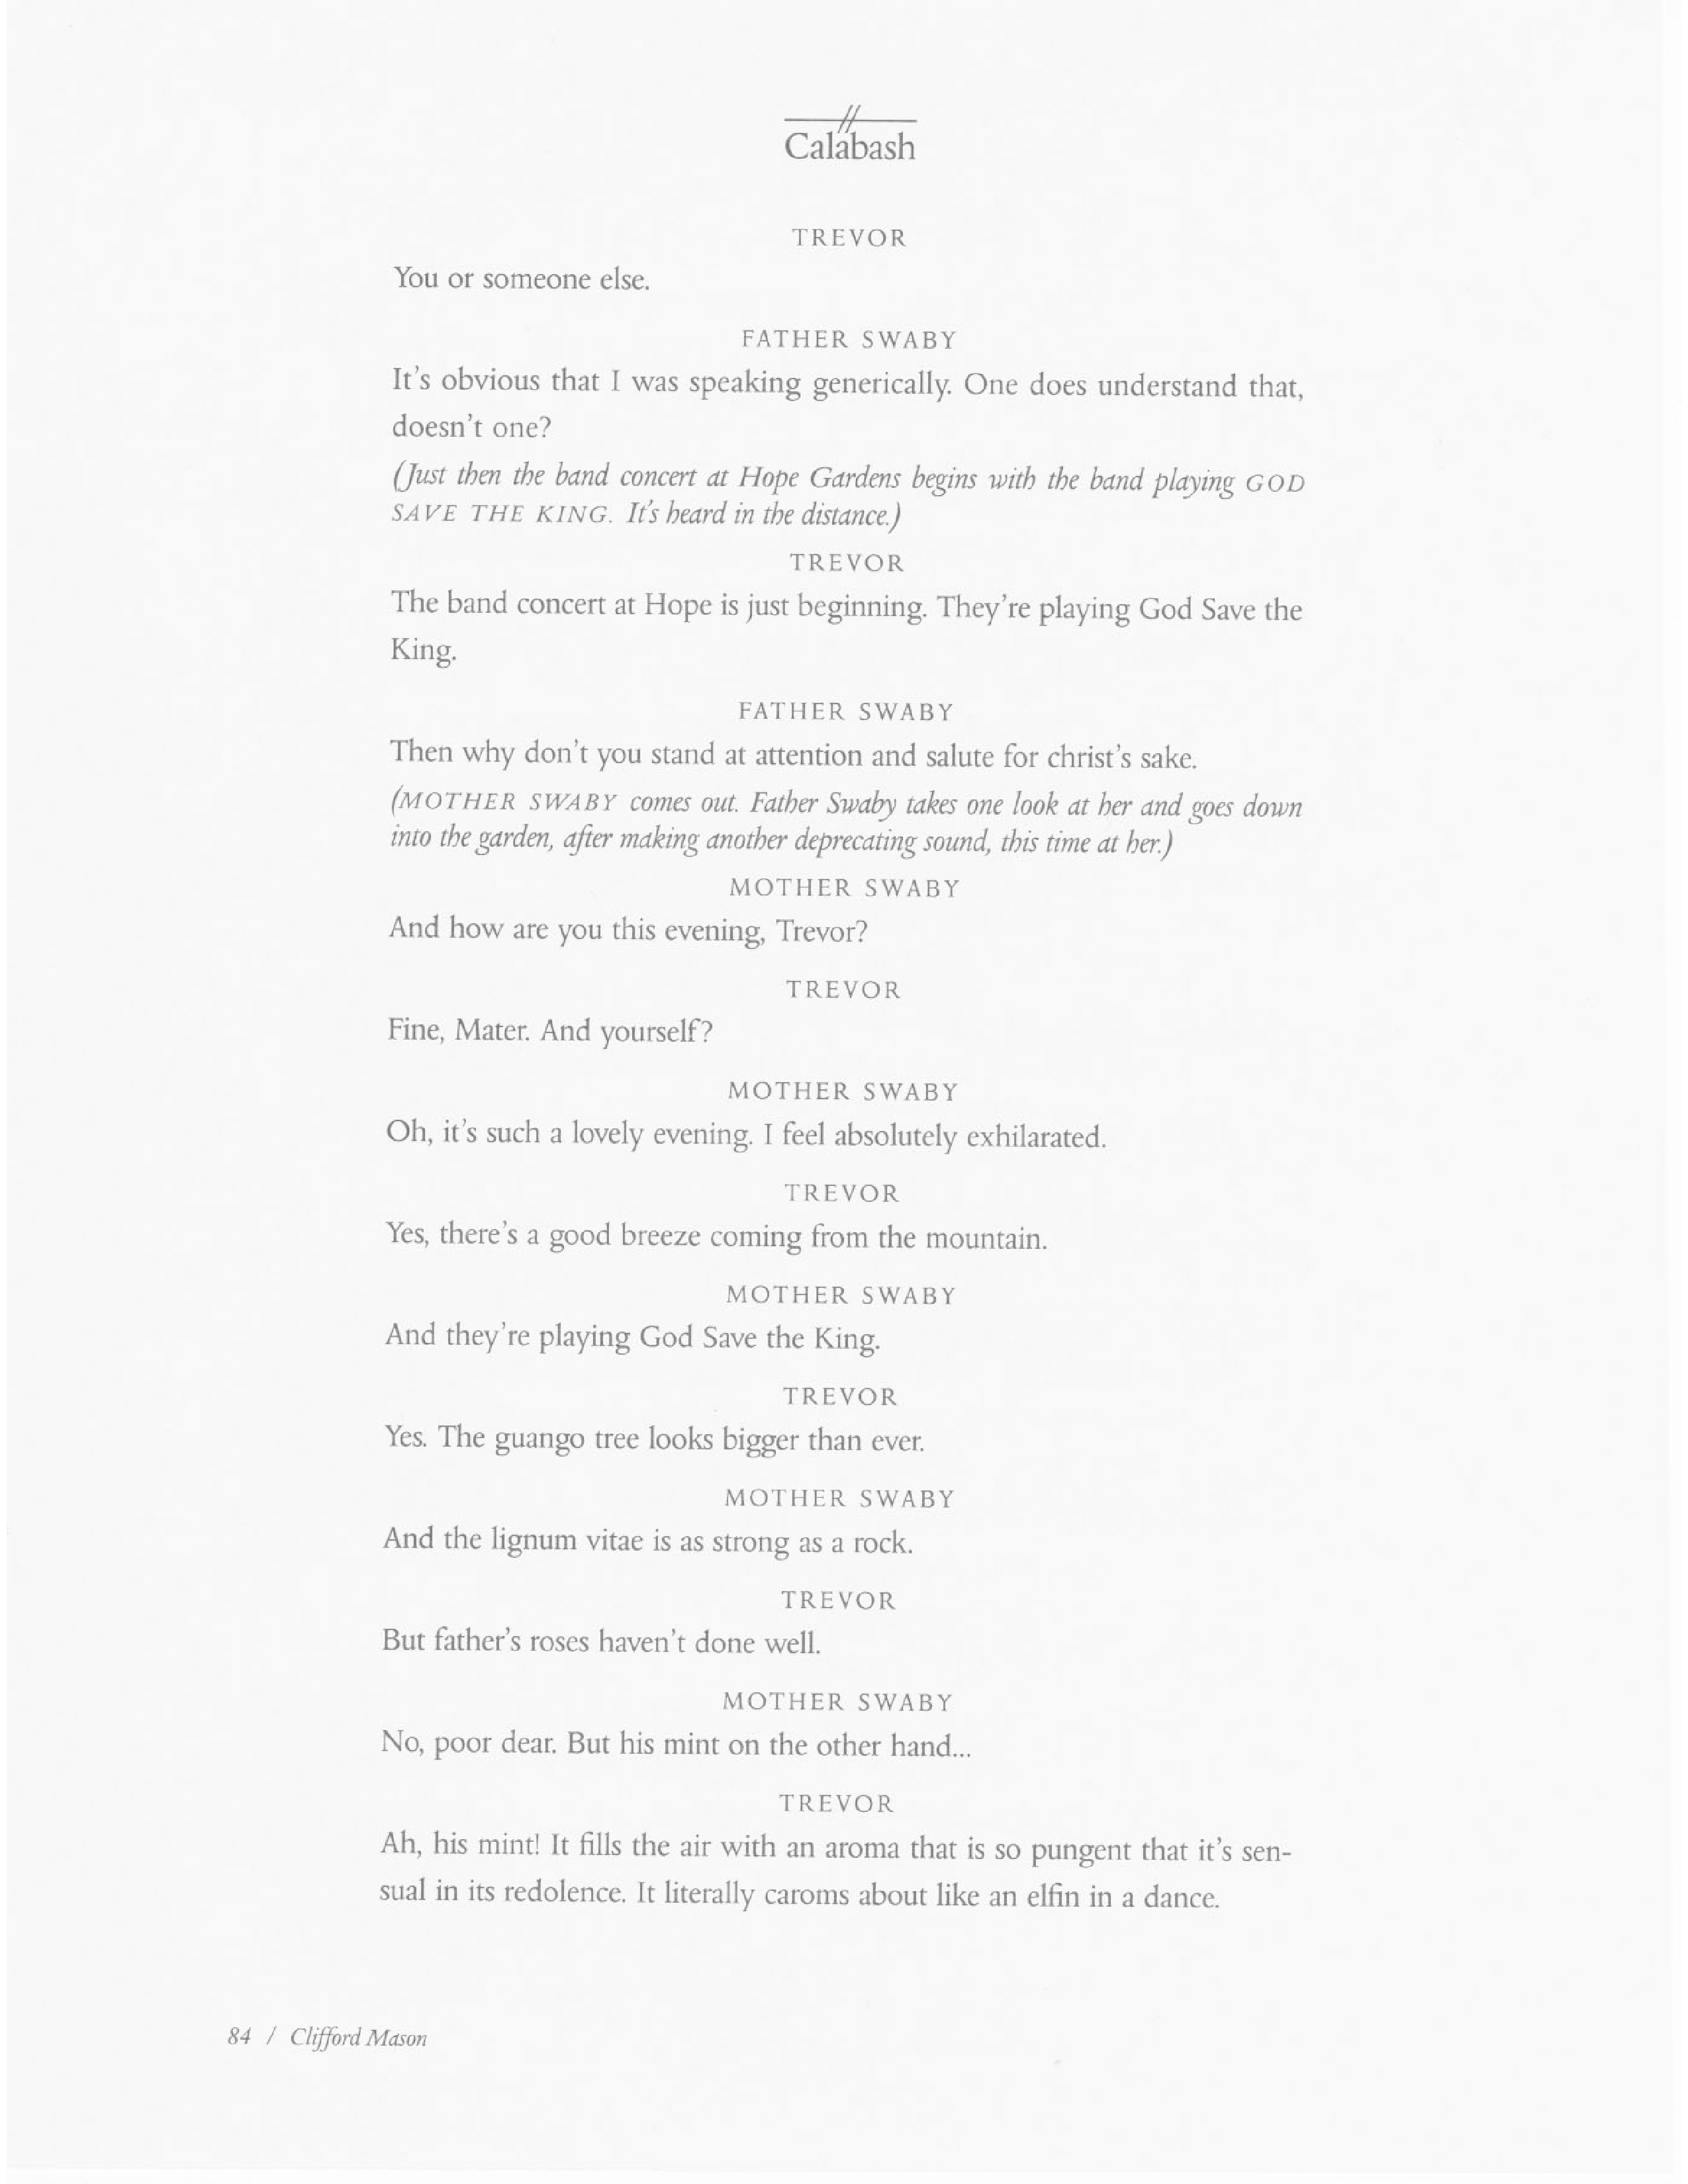 Calabash
TREVOR
You or someone else.
FATHER SWABY
It's obvious that I was speaking generically. One does understand that,
doesn't one?
(Just then the band concert at Hope Gardens begins with the band playing GOD
SAVE THE KING. It's heard in the distance.)
TREVOR
The band concert at Hope is just beginning. They're playing God Save the
King.
FATHER SWABY
Then why don't you stand at attention and salute for christ's sake.
(MOTHER SWABY comes out. Father Swaby takes one look at her and goes down
into the garden, after making another deprecating sound, this time at her.)
MOTHER SWABY
And how are you this evening, Trevor?
TREVOR
Fine, Mater. And yourself?
MOTHER SWABY
Oh, it's such a lovely evening. I feel absolutely exhilarated.
TREVOR
Yes, there's a good breeze coming from the mountain.
MOTHER SWABY
And they're playing God Save the King.
TREVOR
Yes. The guango tree looks bigger than ever.
MOTHER SWABY
And the lignum vitae is as strong as a rock.
TREVOR
But father's roses haven't done well.
MOTHER SWABY
No, poor dear. But his mint on the other hand...
TREVOR
Ah, his mint! It fills the air with an aroma that is so pungent that it's sen-
sual in its redolence. It literally caroms about like an elfin in a dance.
84 / Clifford Mason